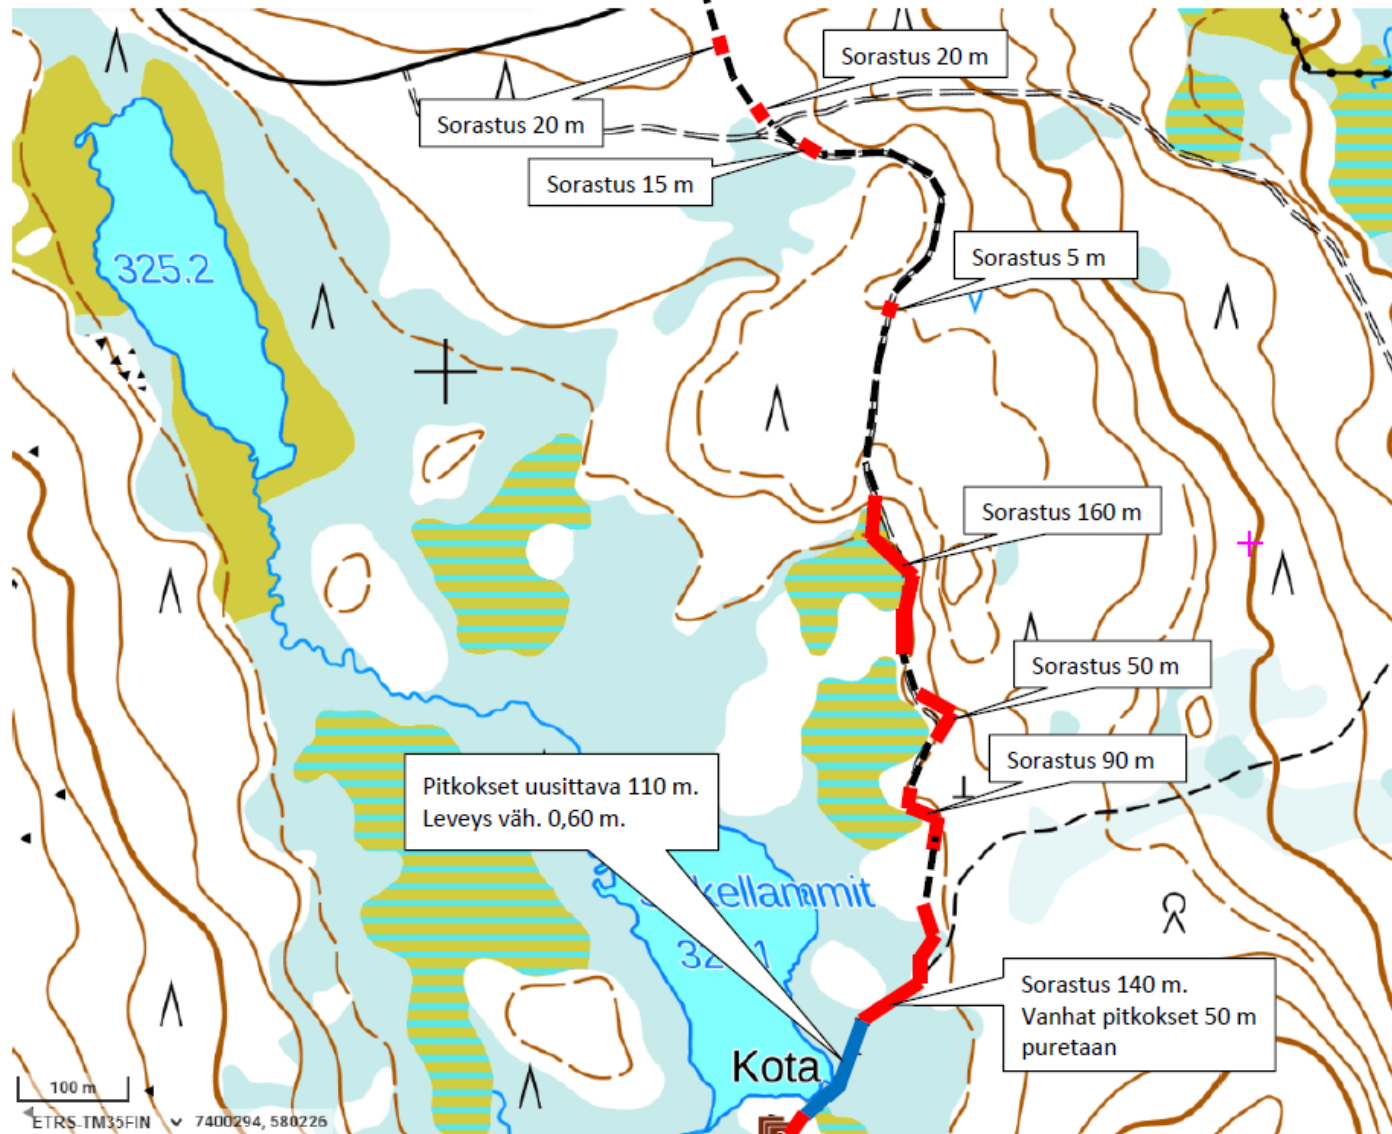 Sorastus 20 m
Sorastus 20 m
Sorastus 15 m
Sorastus 5 m
325.2
Sorastus 160 m
Sorastus 50 m
Sorastus 90 m
Pitkokset uusittava 110 m.
Leveys väh. 0,60 m.
kellammit
Sorastus 140 m.
Vanhat pitkokset 50 m
puretaan
Kota
100 m
ETRS-TM35FIN 7400294, 580226